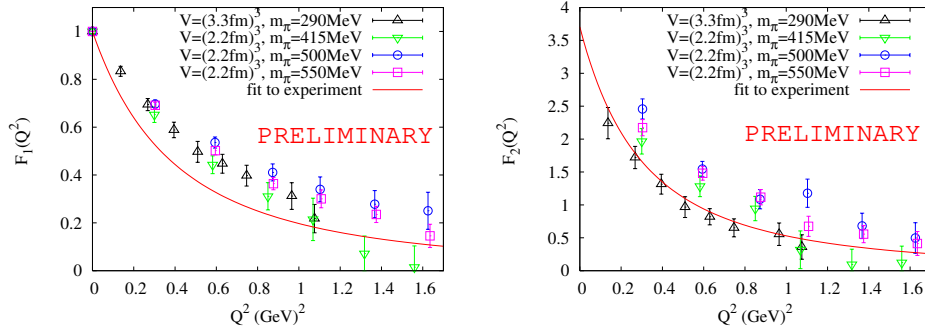 V=(3.3fm)³, mπ=290MeV
V=(2.2fm)³, mπ=415MeV
V=(2.2fm)³, mπ=500MeV
V=(2.2fm)³, mπ=550MeV
fit to experiment
PRELIMINARY
F₁(Q²)
1
0.8
0.6
0.4
0.2
0
0 0.2 0.4 0.6 0.8 1 1.2 1.4 1.6
Q² (GeV)²
V=(3.3fm)³, mπ=290MeV
V=(2.2fm)³, mπ=415MeV
V=(2.2fm)³, mπ=500MeV
V=(2.2fm)³, mπ=550MeV
fit to experiment
PRELIMINARY
F₂(Q²)
4
3.5
3
2.5
2
1.5
1
0.5
0
0 0.2 0.4 0.6 0.8 1 1.2 1.4 1.6
Q² (GeV)²